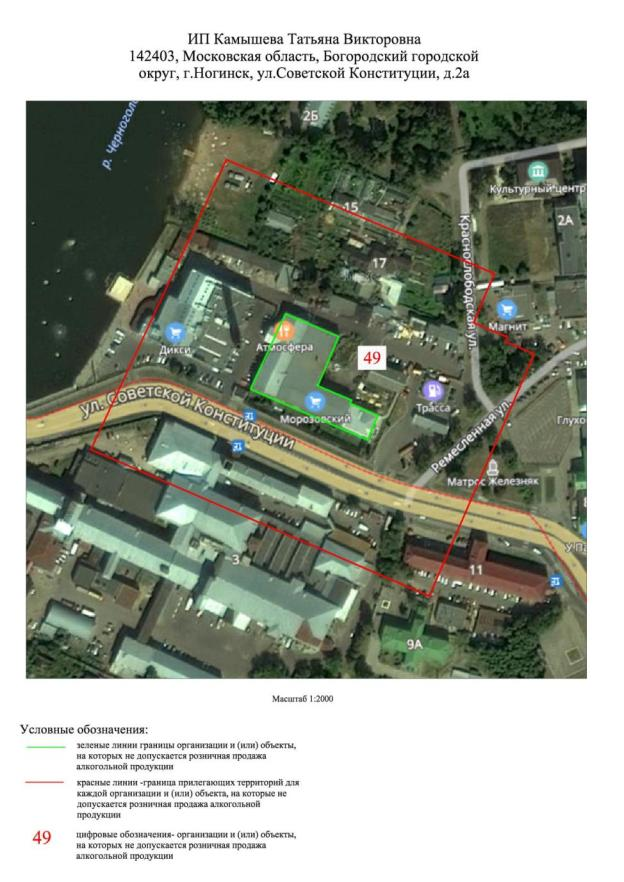 ИП Камышева Татьяна Викторовна
142403, Московская область, Богородский городской
округ, г.Ногинск, ул.Советской Конституции, д.2а
2Б
15
Культурный центр
2А
17
Красно
слободская ул.
Магнит
Дикси
Атмосфера
49
Трасса
ул. Советской Конституции
Морозовский
Ремесленная ул.
Глухо
Матрос Железняк
3
11
9А
Масштаб 1:2000
Условные обозначения:
зеленые линии границы организации и (или) объекты,
на которых не допускается розничная продажа
алкогольной продукции
красные линии -граница прилегающих территорий для
каждой организации и (или) объекта, на которые не
допускается розничная продажа алкогольной
продукции
49
цифровые обозначения- организации и (или) объекты,
на которых не допускается розничная продажа
алкогольной продукции